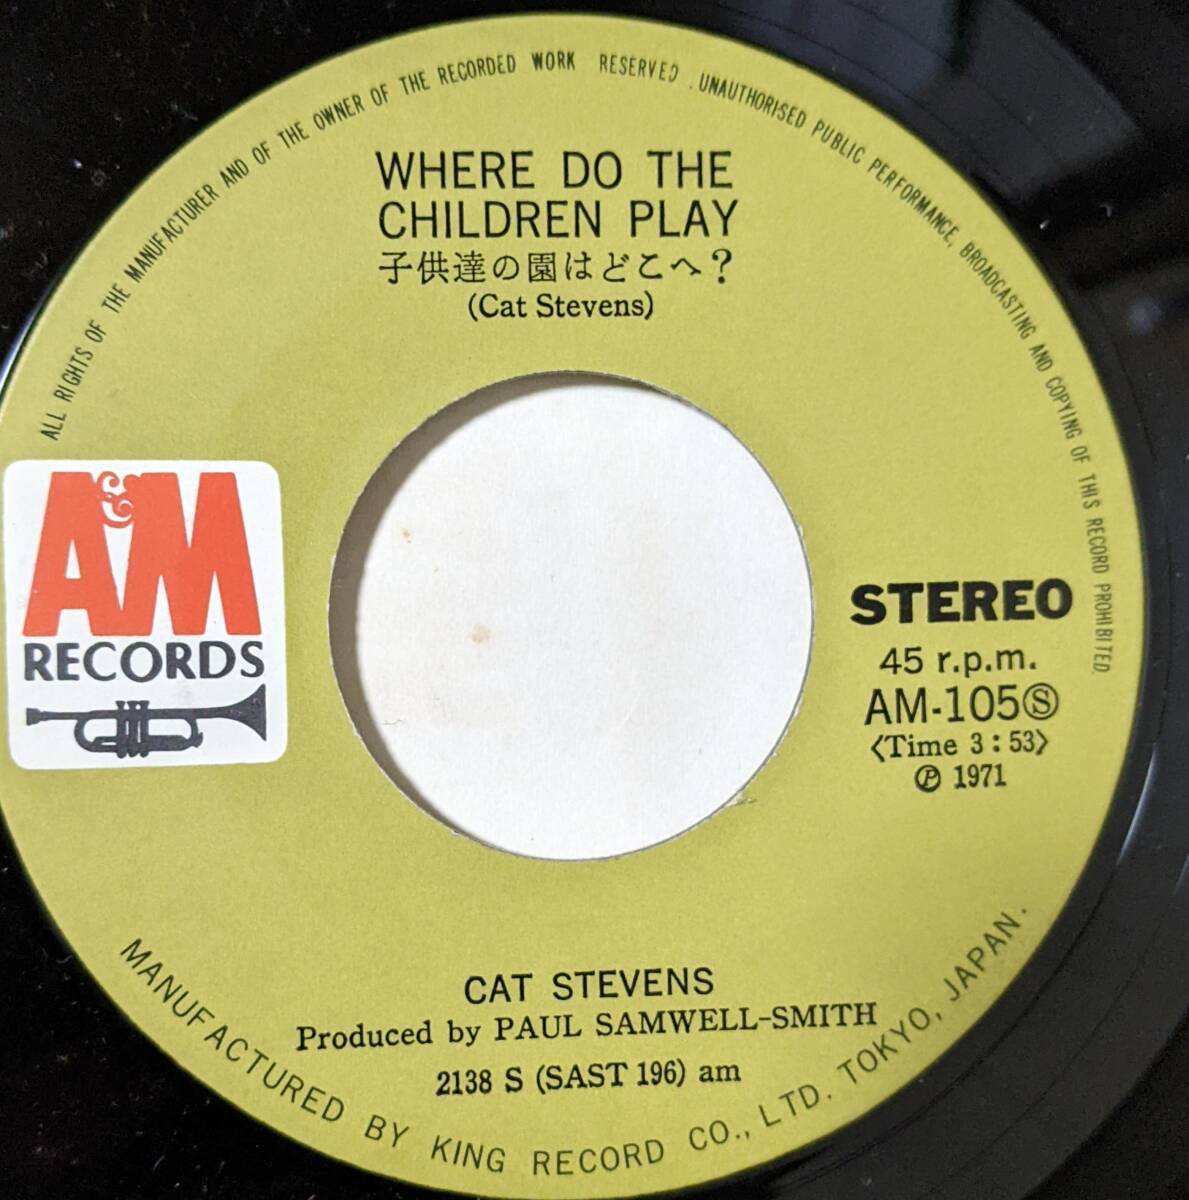 ALL RIGHTS OF THE MANUFACTURER AND OF THE OWNER OF THE RECORDED WORK RESERVED. UNAUTHORISED PUBLIC PERFORMANCE, BROADCASTING AND COPYING OF THIS RECORD PROHIBITED.
WHERE DO THE
CHILDREN PLAY
子供達の園はどこへ?
(Cat Stevens)
A&M
RECORDS
STEREO
45 r.p.m.
AM-105Ⓢ
〈Time 3:53〉
℗ 1971
CAT STEVENS
Produced by PAUL SAMWELL-SMITH
2138 S (SAST 196) am
MANUFACTURED BY KING RECORD CO., LTD. TOKYO, JAPAN.